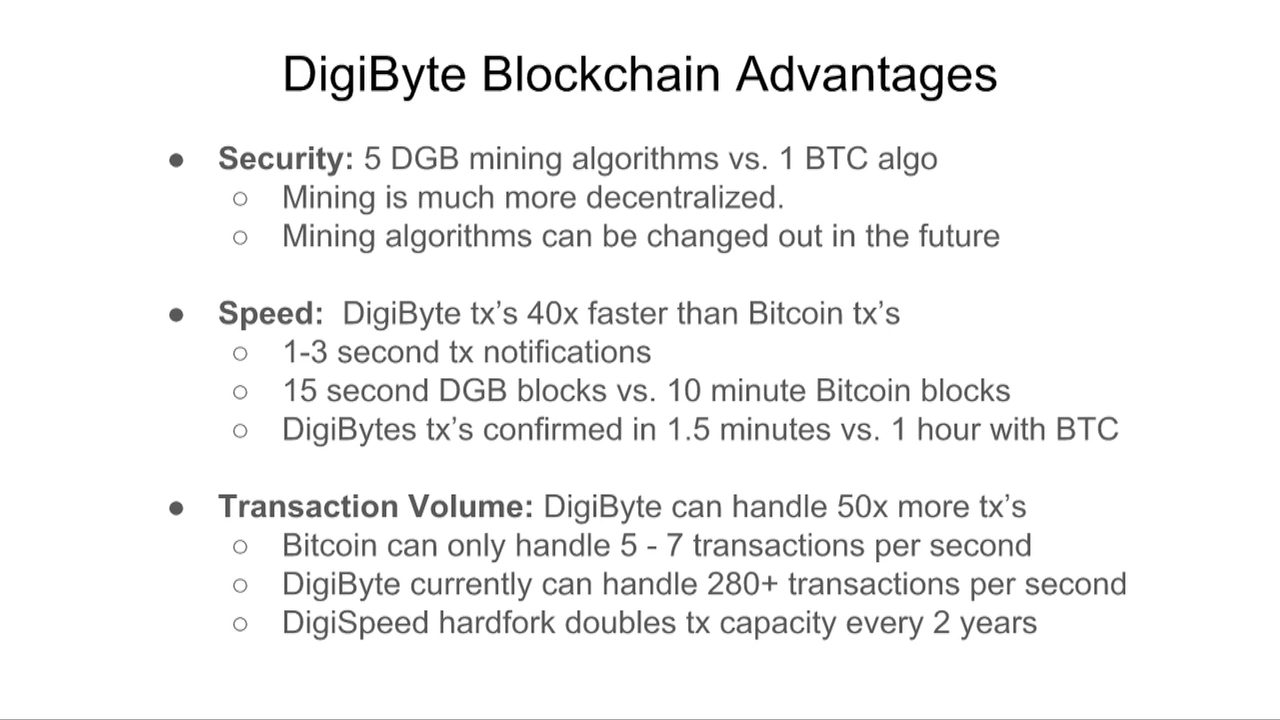 DigiByte Blockchain Advantages
● Security: 5 DGB mining algorithms vs. 1 BTC algo
○ Mining is much more decentralized.
○ Mining algorithms can be changed out in the future
● Speed:  DigiByte tx’s 40x faster than Bitcoin tx’s
○ 1-3 second tx notifications
○ 15 second DGB blocks vs. 10 minute Bitcoin blocks
○ DigiBytes tx’s confirmed in 1.5 minutes vs. 1 hour with BTC
● Transaction Volume: DigiByte can handle 50x more tx’s
○ Bitcoin can only handle 5 - 7 transactions per second
○ DigiByte currently can handle 280+ transactions per second
○ DigiSpeed hardfork doubles tx capacity every 2 years